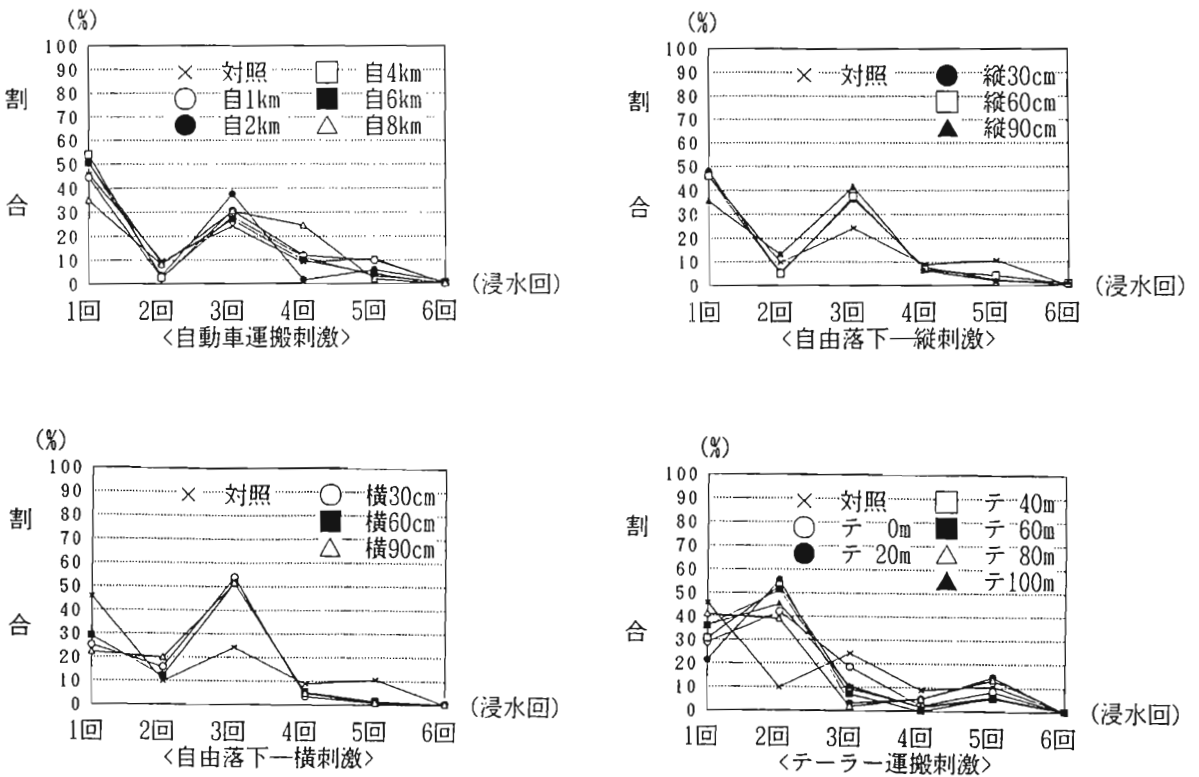 (%)
100
90
80
70
60
50
40
30
20
10
0
割
合
対照
自1km
自2km
自4km
自6km
自8km
1回 2回 3回 4回 5回 6回
(浸水回)
<自動車運搬刺激>
(%)
100
90
80
70
60
50
40
30
20
10
0
割
合
対照
縦30cm
縦60cm
縦90cm
1回 2回 3回 4回 5回 6回
(浸水回)
<自由落下―縦刺激>
(%)
100
90
80
70
60
50
40
30
20
10
0
割
合
対照
横30cm
横60cm
横90cm
1回 2回 3回 4回 5回 6回
(浸水回)
<自由落下―横刺激>
(%)
100
90
80
70
60
50
40
30
20
10
0
割
合
対照
テ 0m
テ 20m
テ 40m
テ 60m
テ 80m
テ100m
1回 2回 3回 4回 5回 6回
(浸水回)
<テーラー運搬刺激>